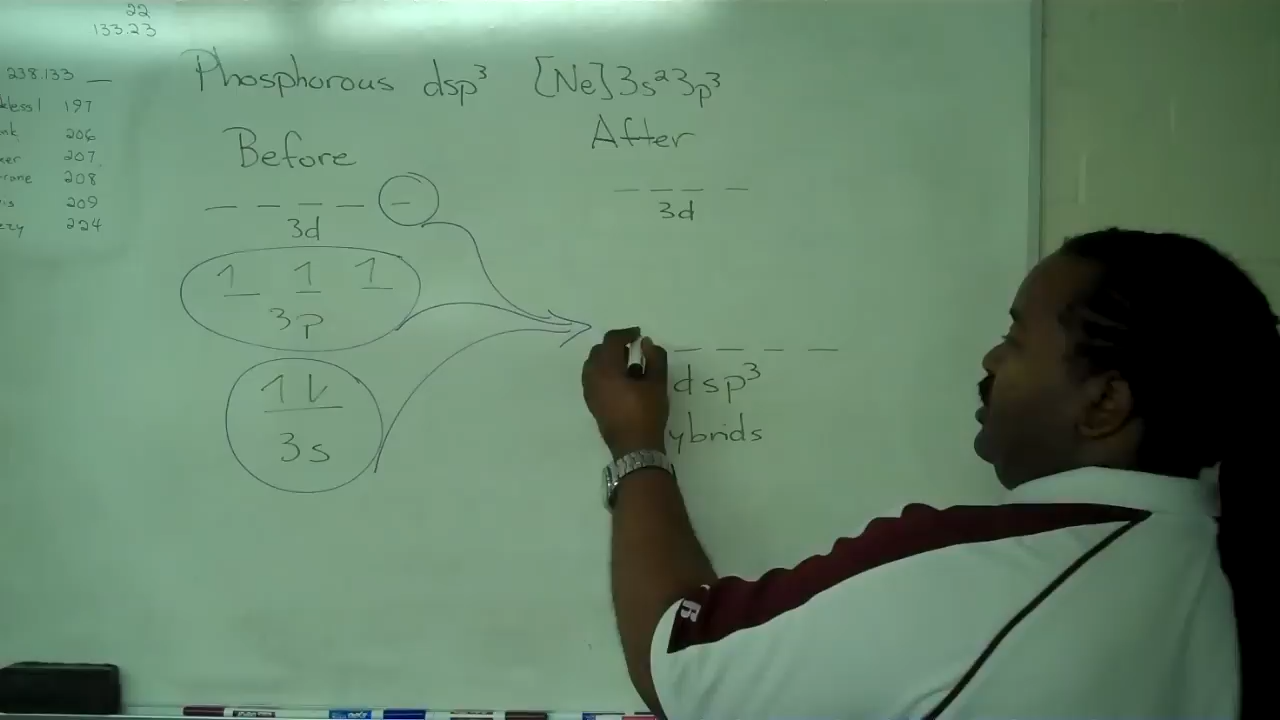 22
133.23
238.133
197
206
207
208
209
224
Phosphorous dsp³ [Ne]3s²3p³
Before
After
3d
3d
1 1 1
3p
1 1
3s
dsp³
ybrids
B